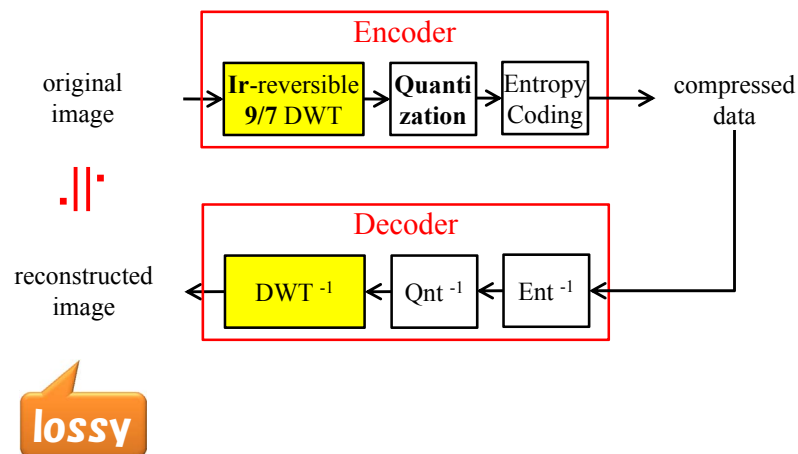 Encoder
original
image
Ir-reversible
9/7 DWT
Quanti
zation
Entropy
Coding
compressed
data
.||·
Decoder
reconstructed
image
DWT -1
Qnt -1
Ent -1
lossy